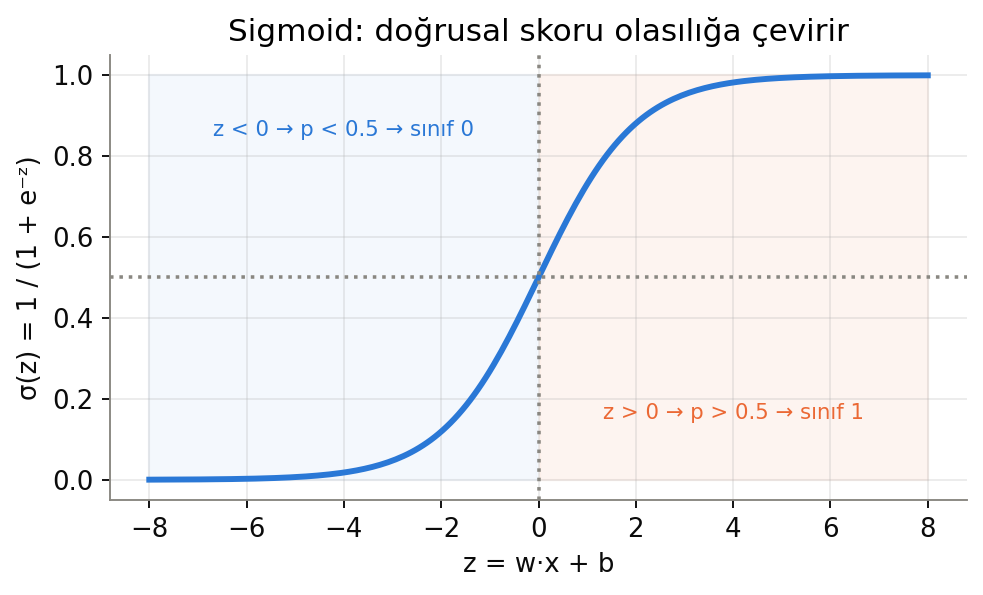 Sigmoid: doğrusal skoru olasılığa çevirir
σ(z) = 1 / (1 + e⁻ᶻ)
1.0
0.8
0.6
0.4
0.2
0.0
z < 0 → p < 0.5 → sınıf 0
z > 0 → p > 0.5 → sınıf 1
−8 −6 −4 −2 0 2 4 6 8
z = w·x + b